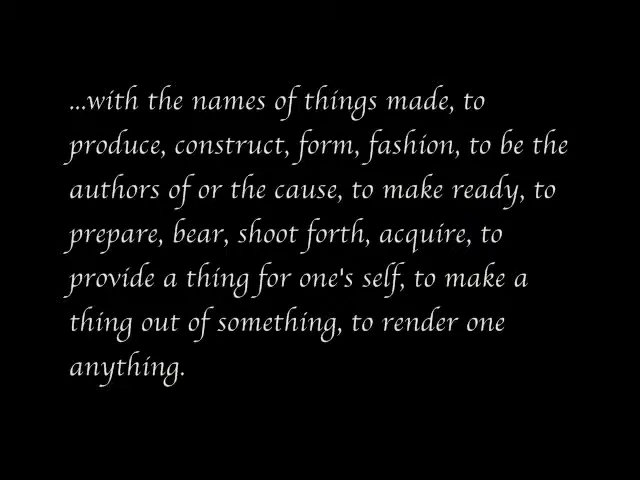 ...with the names of things made, to
produce, construct, form, fashion, to be the
authors of or the cause, to make ready, to
prepare, bear, shoot forth, acquire, to
provide a thing for one's self, to make a
thing out of something, to render one
anything.